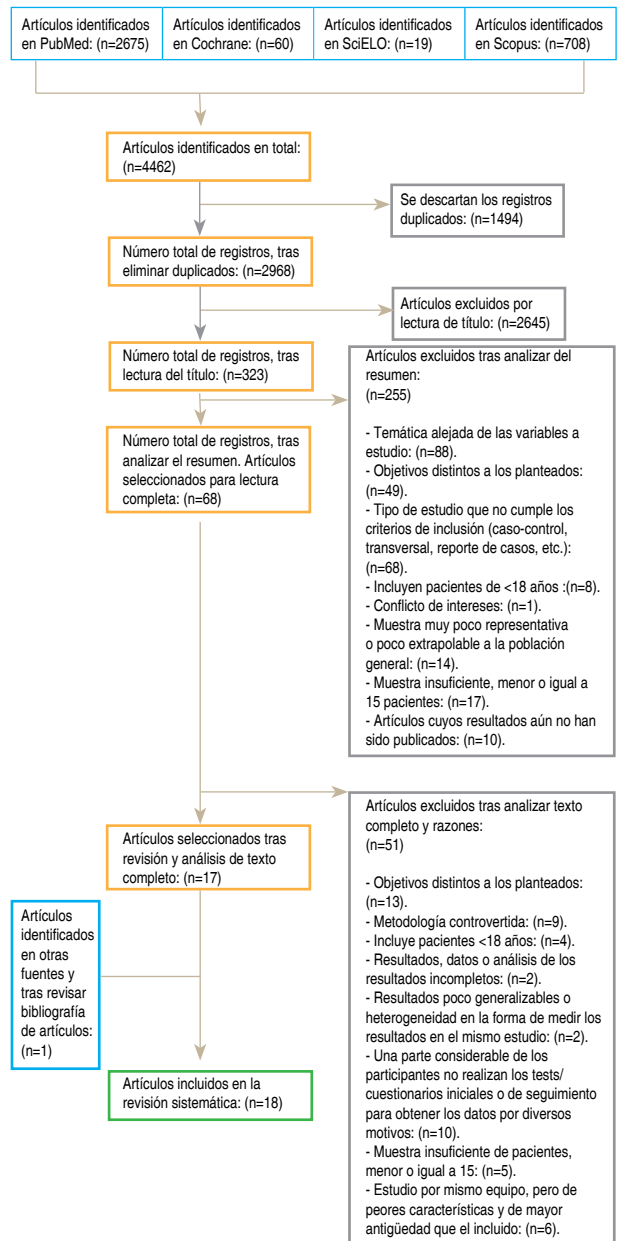 Artículos identificados
en PubMed: (n=2675)
Artículos identificados
en Cochrane: (n=60)
Artículos identificados
en SciELO: (n=19)
Artículos identificados
en Scopus: (n=708)
Artículos identificados en total:
(n=4462)
Se descartan los registros
duplicados: (n=1494)
Número total de registros, tras
eliminar duplicados: (n=2968)
Artículos excluidos por
lectura de título: (n=2645)
Número total de registros, tras
lectura del título: (n=323)
Artículos excluidos tras analizar del
resumen:
(n=255)
- Temática alejada de las variables a
estudio: (n=88).
- Objetivos distintos a los planteados:
(n=49).
- Tipo de estudio que no cumple los
criterios de inclusión (caso-control,
transversal, reporte de casos, etc.):
(n=68).
- Incluyen pacientes de <18 años :(n=8).
- Conflicto de intereses: (n=1).
- Muestra muy poco representativa
o poco extrapolable a la población
general: (n=14).
- Muestra insuficiente, menor o igual a
15 pacientes: (n=17).
- Artículos cuyos resultados aún no han
sido publicados: (n=10).
Número total de registros, tras
analizar el resumen. Artículos
seleccionados para lectura
completa: (n=68)
Artículos excluidos tras analizar texto
completo y razones:
(n=51)
- Objetivos distintos a los planteados:
(n=13).
- Metodología controvertida: (n=9).
- Incluye pacientes <18 años: (n=4).
- Resultados, datos o análisis de los
resultados incompletos: (n=2).
- Resultados poco generalizables o
heterogeneidad en la forma de medir los
resultados en el mismo estudio: (n=2).
- Una parte considerable de los
participantes no realizan los tests/
cuestionarios iniciales o de seguimiento
para obtener los datos por diversos
motivos: (n=10).
- Muestra insuficiente de pacientes,
menor o igual a 15: (n=5).
- Estudio por mismo equipo, pero de
peores características y de mayor
antigüedad que el incluido: (n=6).
Artículos seleccionados tras
revisión y análisis de texto
completo: (n=17)
Artículos
identificados
en otras
fuentes y
tras revisar
bibliografía
de artículos:
(n=1)
Artículos incluidos en la
revisión sistemática: (n=18)